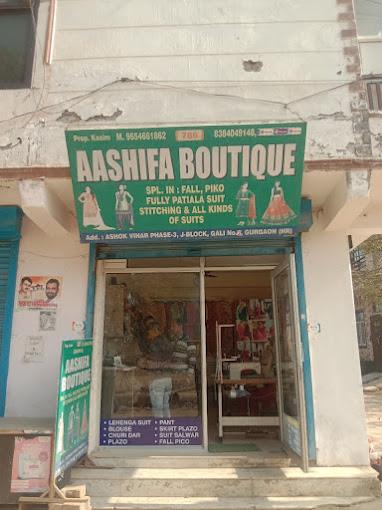 Prop. Kasim M. 9654661862 786 8384049146,
AASHIFA BOUTIQUE
SPL. IN : FALL, PIKO
FULLY PATIALA SUIT
STITCHING & ALL KINDS
OF SUITS
Add. : ASHOK VIHAR PHASE-3, J-BLOCK, GALI No. GURGAON (HR)
AASHIFA
BOUTIQUE
• LEHENGA SUIT
• BLOUSE
• CHURI DAR
• PLAZO
• PANT
• SKIRT PLAZO
• SUIT SALWAR
• FALL PICO